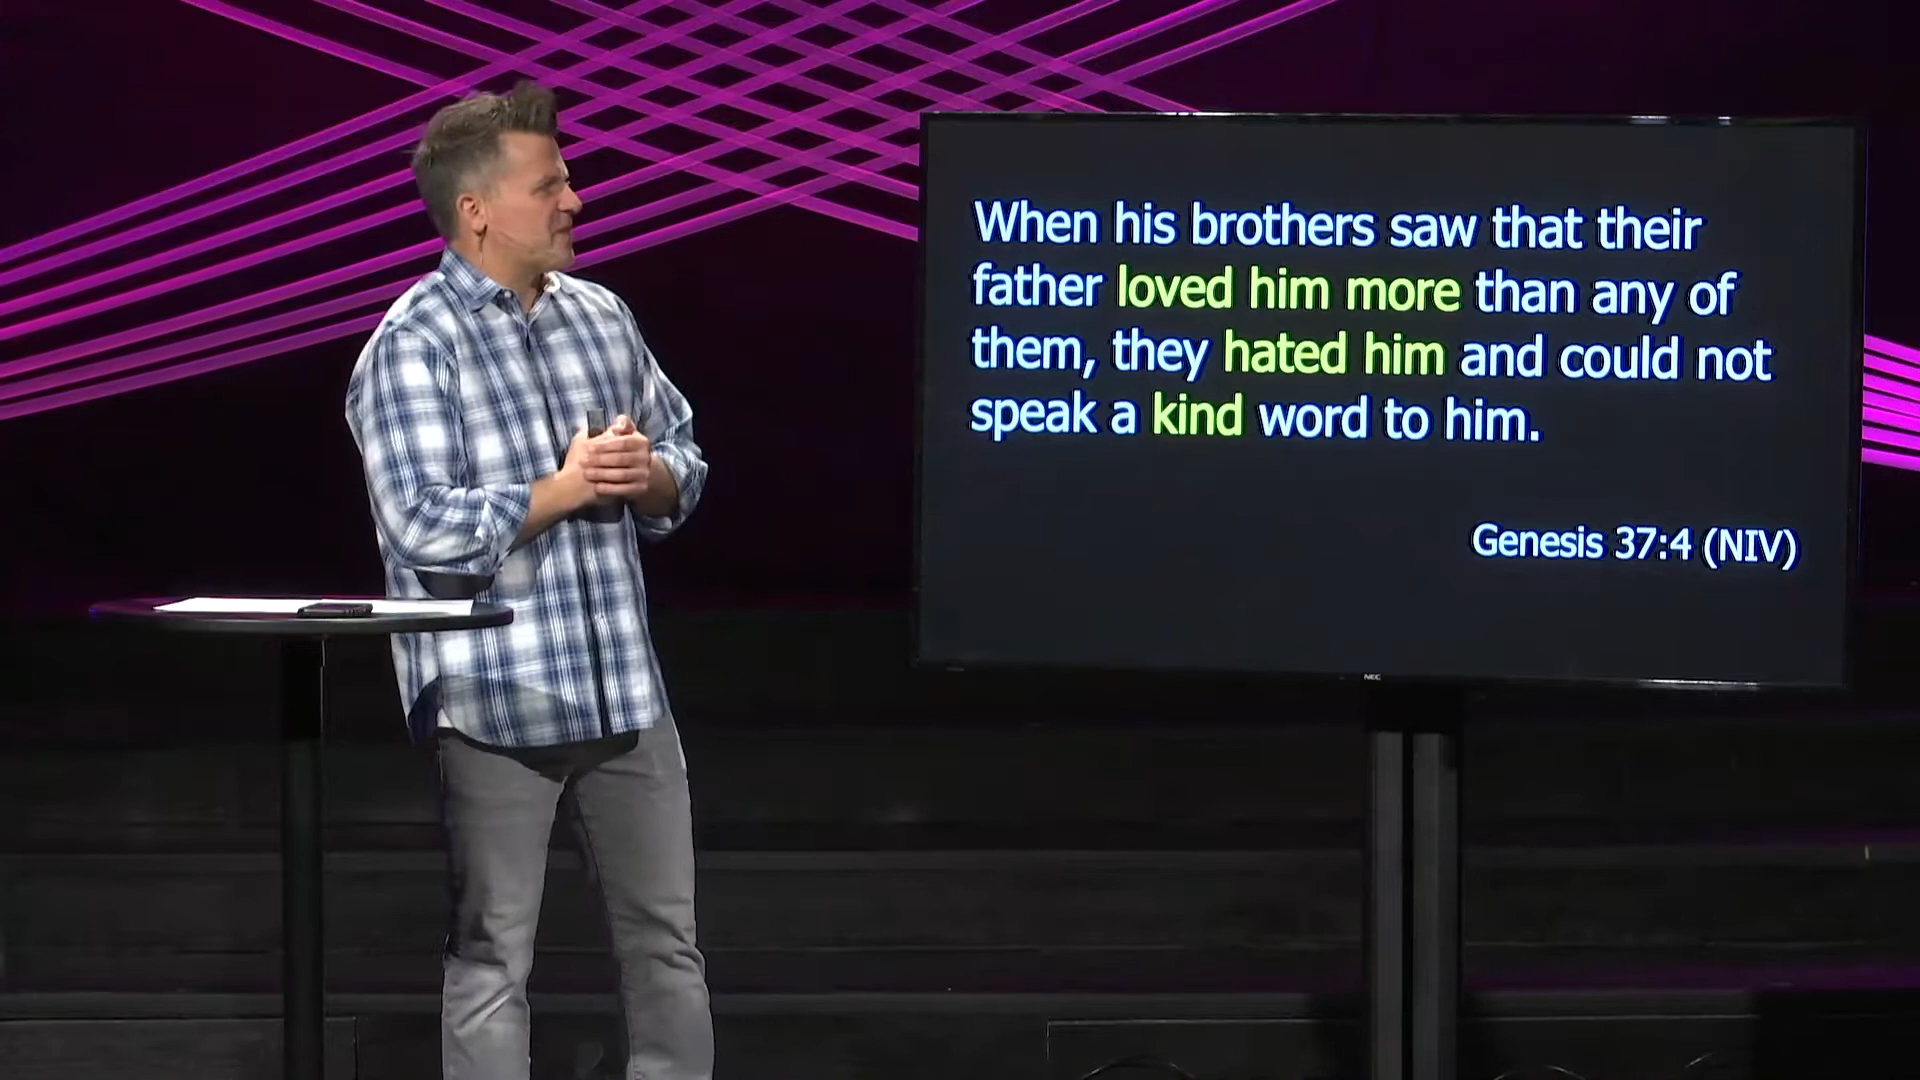 When his brothers saw that their
father loved him more than any of
them, they hated him and could not
speak a kind word to him.
Genesis 37:4 (NIV)
NEC